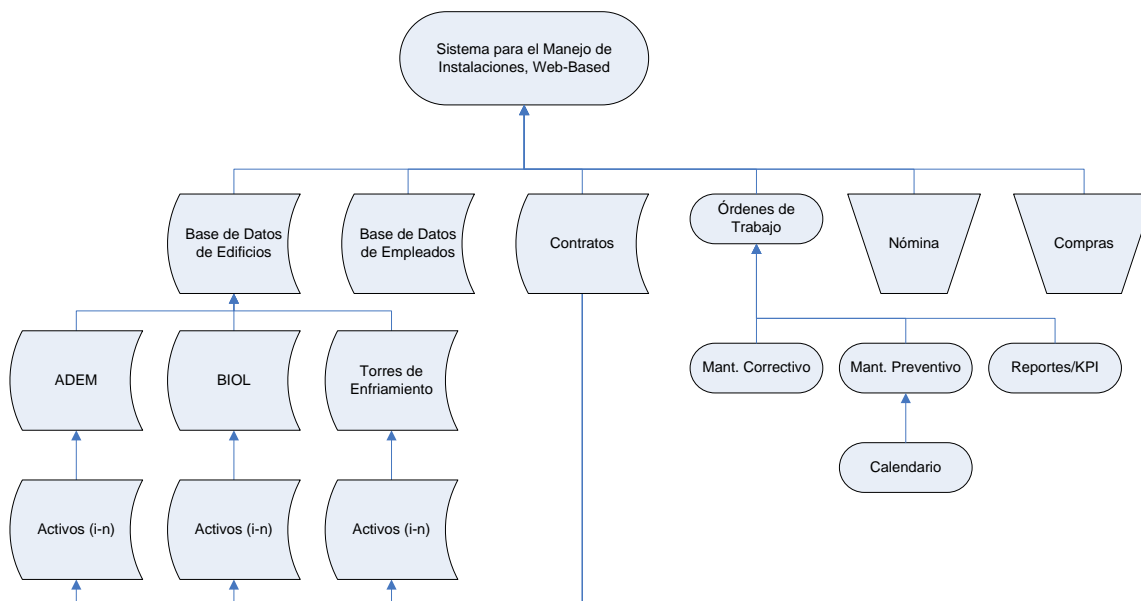 Sistema para el Manejo de
Instalaciones, Web-Based
Base de Datos
de Edificios
Base de Datos
de Empleados
Contratos
Órdenes de
Trabajo
Nómina
Compras
ADEM
BIOL
Torres de
Enfriamiento
Mant. Correctivo
Mant. Preventivo
Reportes/KPI
Calendario
Activos (i-n)
Activos (i-n)
Activos (i-n)